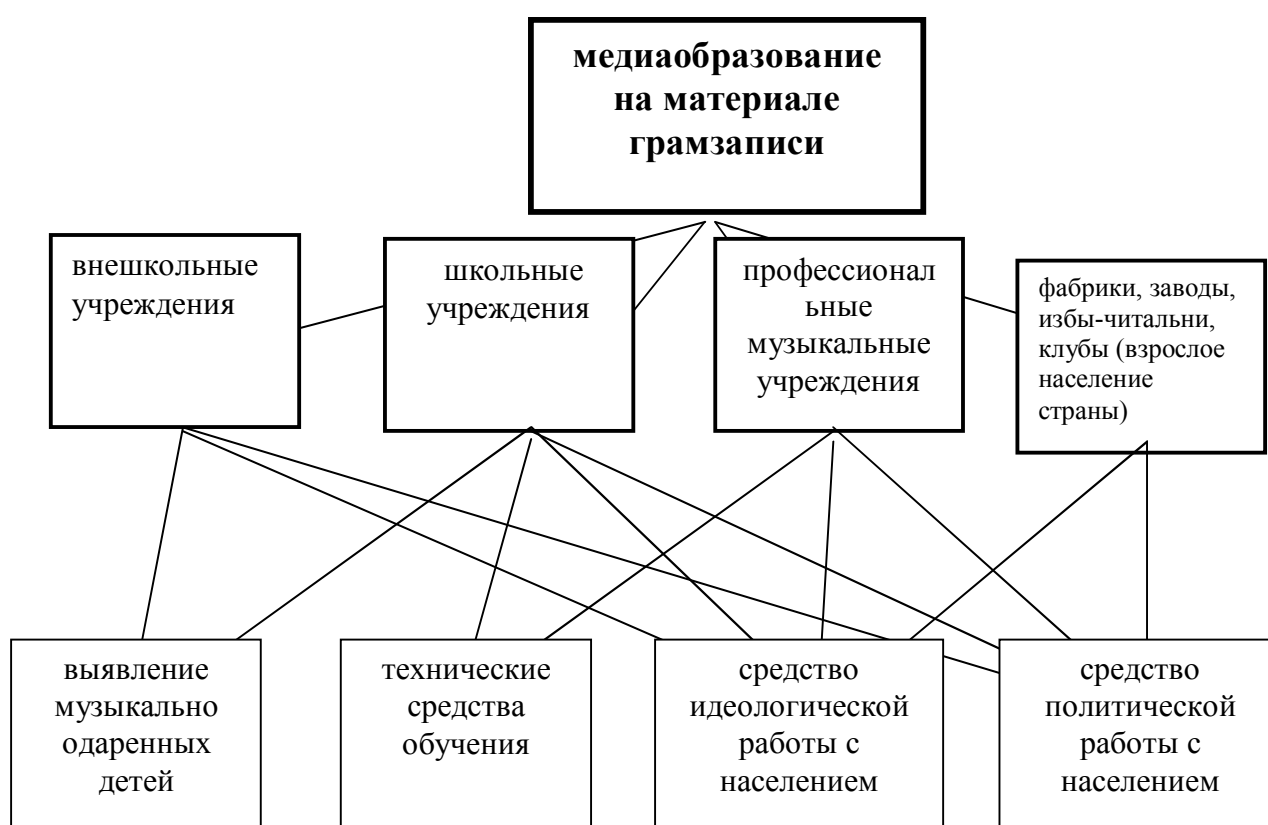 медиаобразование
на материале
грамзаписи
внешкольные
учреждения
школьные
учреждения
профессионал
ьные
музыкальные
учреждения
фабрики, заводы,
избы-читальни,
клубы (взрослое
население
страны)
выявление
музыкально
одаренных
детей
технические
средства
обучения
средство
идеологической
работы с
населением
средство
политической
работы с
населением